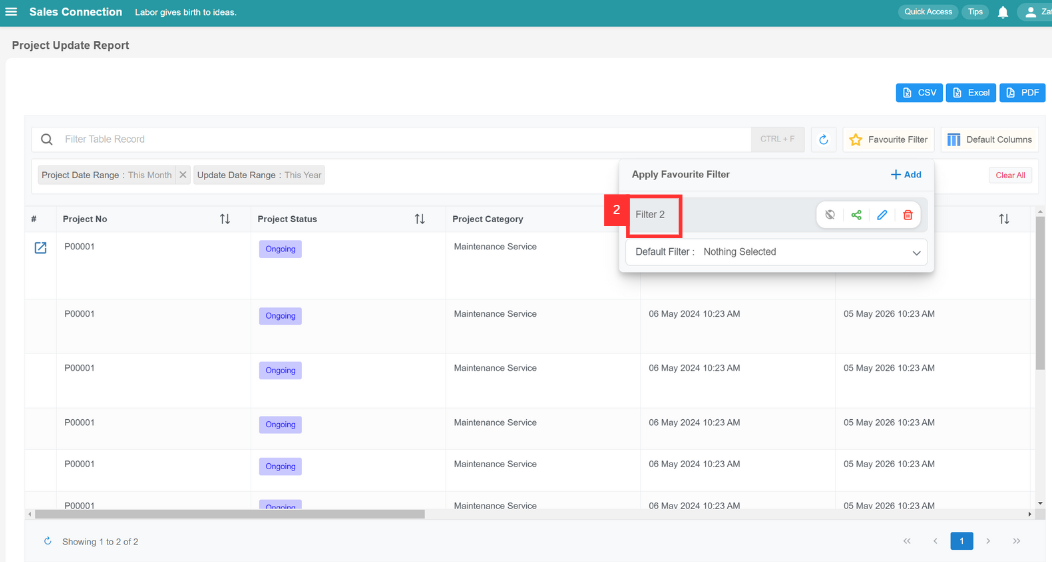 Sales Connection Labor gives birth to ideas. Quick Access Tips
Project Update Report
CSV Excel PDF
Filter Table Record CTRL + F Favourite Filter Default Columns
Project Date Range : This Month Update Date Range : This Year Clear All
Apply Favourite Filter Add
2 Filter 2
Default Filter : Nothing Selected
# Project No Project Status Project Category
P00001 Ongoing Maintenance Service
P00001 Ongoing Maintenance Service 06 May 2024 10:23 AM 05 May 2026 10:23 AM
P00001 Ongoing Maintenance Service 06 May 2024 10:23 AM 05 May 2026 10:23 AM
P00001 Ongoing Maintenance Service 06 May 2024 10:23 AM 05 May 2026 10:23 AM
P00001 Ongoing Maintenance Service 06 May 2024 10:23 AM 05 May 2026 10:23 AM
P00001 Ongoing Maintenance Service 06 May 2024 10:23 AM 05 May 2026 10:23 AM
Showing 1 to 2 of 2 1